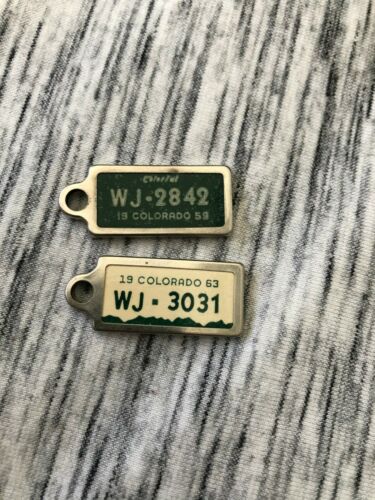 Colorful
WJ-2842
19 COLORADO 59
19 COLORADO 63
WJ-3031